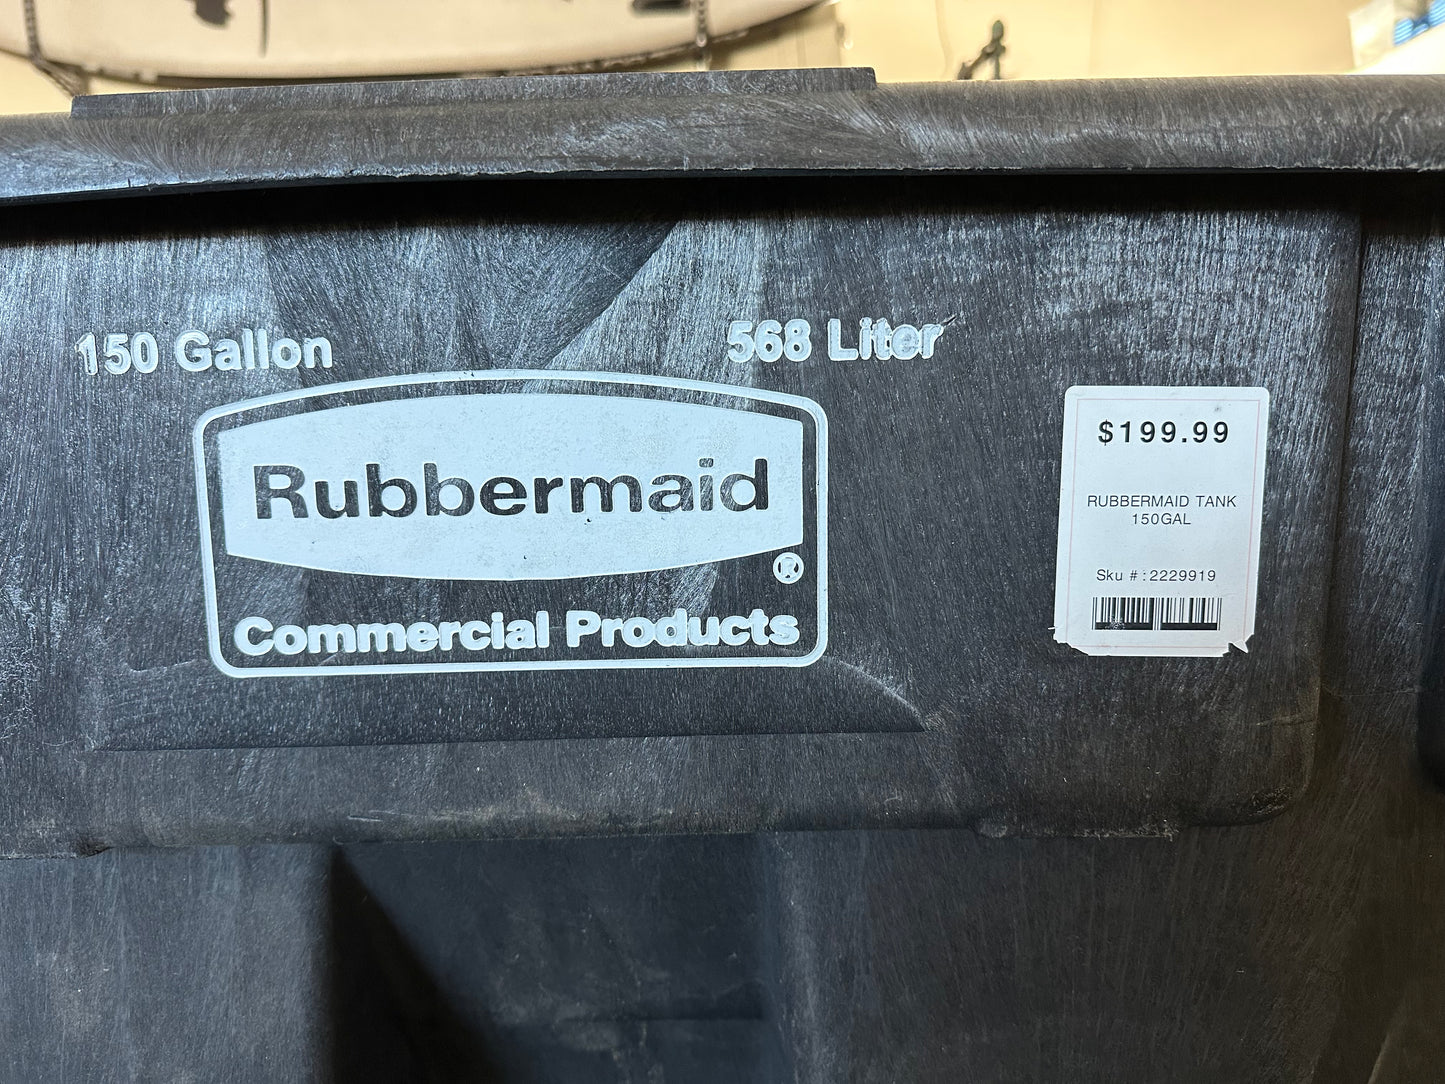 150 Gallon
568 Liter
Rubbermaid
®
Commercial Products
$199.99
RUBBERMAID TANK
150GAL
Sku #:2229919